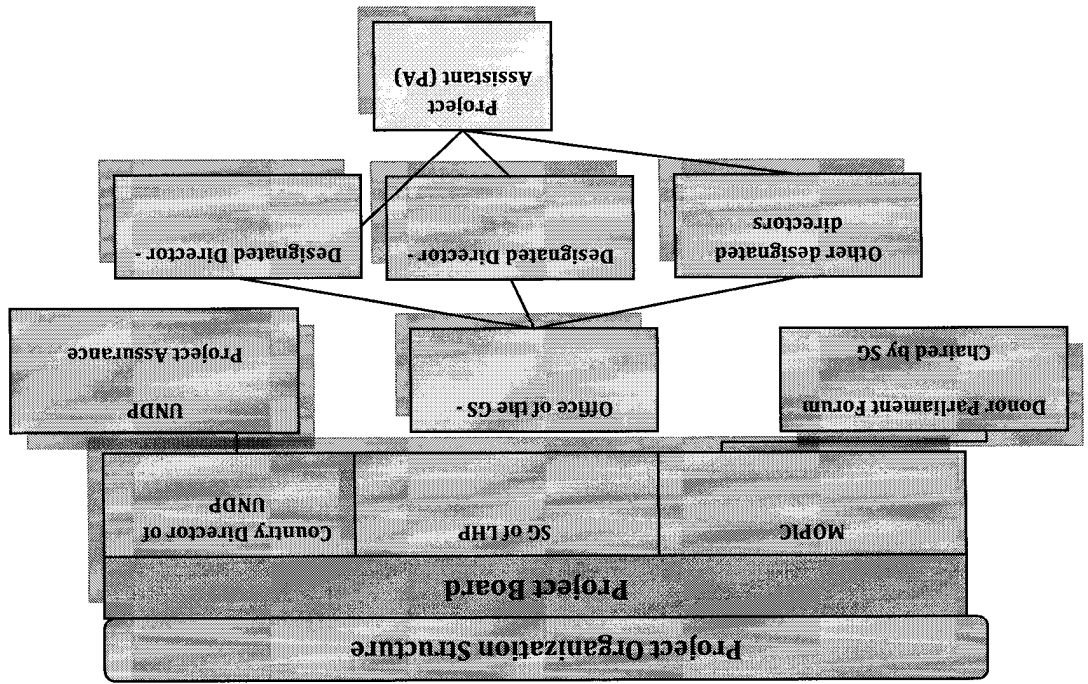 Project Organization Structure
Project Board
MOPIC
SG of LHP
Country Director of
UNDP
Donor Parliament Forum
Chaired by SG
Office of the GS -
UNDP
Project Assurance
Other designated
directors
Designated Director -
Designated Director -
Project
Assistant (PA)